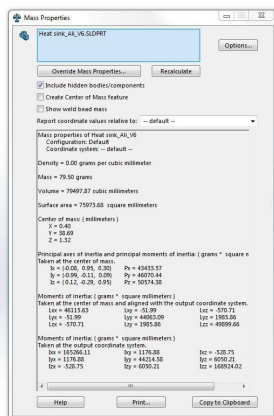 Mass Properties
Heat sink_Ali_V6.SLDPRT
Options...
Override Mass Properties...
Recalculate
Include hidden bodies/components
Create Center of Mass feature
Show weld bead mass
Report coordinate values relative to: -- default --
Mass properties of Heat sink_Ali_V6
Configuration: Default
Coordinate system: -- default --
Density = 0.00 grams per cubic millimeter
Mass = 79.50 grams
Volume = 79497.87 cubic millimeters
Surface area = 75973.68 square millimeters
Center of mass: ( millimeters )
X = 0.40
Y = 38.69
Z = 1.32
Principal axes of inertia and principal moments of inertia: ( grams * square n
Taken at the center of mass.
Ix = (-0.08, 0.95, 0.30) Px = 43433.57
Iy = (-0.99, -0.11, 0.09) Py = 46070.44
Iz = ( 0.12, -0.29, 0.95) Pz = 50574.38
Moments of inertia: ( grams * square millimeters )
Taken at the center of mass and aligned with the output coordinate system.
Lxx = 46115.63 Lxy = -51.99 Lxz = -570.71
Lyx = -51.99 Lyy = 44063.09 Lyz = 1985.86
Lzx = -570.71 Lzy = 1985.86 Lzz = 49899.66
Moments of inertia: ( grams * square millimeters )
Taken at the output coordinate system.
Ixx = 165266.11 Ixy = 1176.88 Ixz = -528.75
Iyx = 1176.88 Iyy = 44214.58 Iyz = 6050.21
Izx = -528.75 Izy = 6050.21 Izz = 168924.02
Help
Print...
Copy to Clipboard